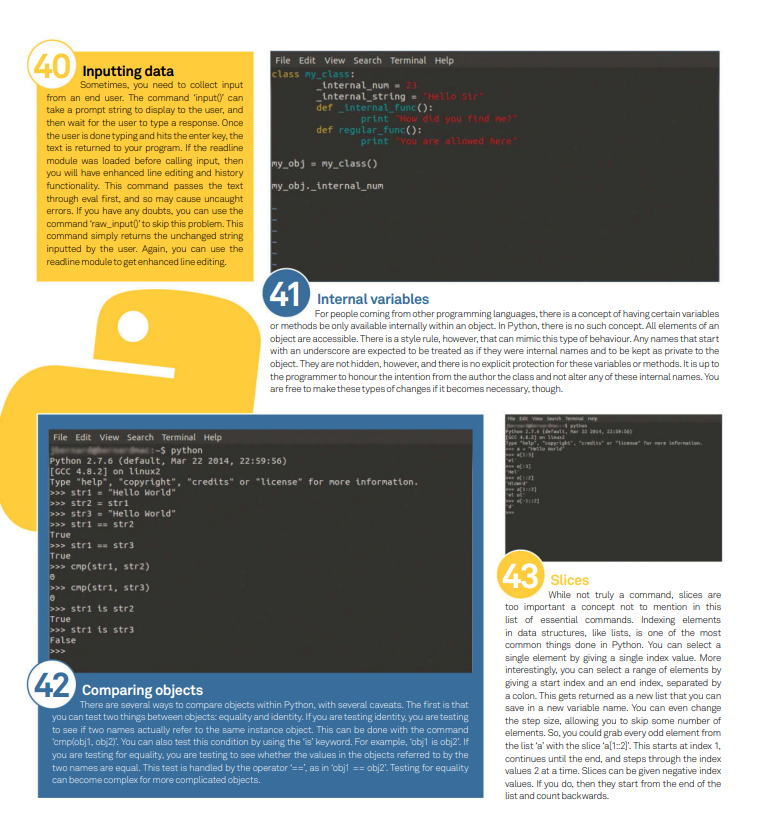 40
Inputting data
Sometimes, you need to collect input
from an end user. The command ‘input()’ can
take a prompt string to display to the user, and
then wait for the user to type a response. Once
the user is done typing and hits the enter key, the
text is returned to your program. If the readline
module was loaded before calling input, then
you will have enhanced line editing and history
functionality. This command passes the text
through eval first, and so may cause uncaught
errors. If you have any doubts, you can use the
command ‘raw_input()’ to skip this problem. This
command simply returns the unchanged string
inputted by the user. Again, you can use the
readline module to get enhanced line editing.
File Edit View Search Terminal Help
class my_class:
_internal_num = 23
_internal_string = "Hello Sir"
def _internal_func():
print "How did you find me?"
def regular_func():
print "You are allowed here"
my_obj = my_class()
my_obj._internal_num
~
~
~
~
~
41
Internal variables
For people coming from other programming languages, there is a concept of having certain variables
or methods be only available internally within an object. In Python, there is no such concept. All elements of an
object are accessible. There is a style rule, however, that can mimic this type of behaviour. Any names that start
with an underscore are expected to be treated as if they were internal names and to be kept as private to the
object. They are not hidden, however, and there is no explicit protection for these variables or methods. It is up to
the programmer to honour the intention from the author the class and not alter any of these internal names. You
are free to make these types of changes if it becomes necessary, though.
File Edit View Search Terminal Help
:~$ python
Python 2.7.6 (default, Mar 22 2014, 22:59:56)
[GCC 4.8.2] on linux2
Type "help", "copyright", "credits" or "license" for more information.
>>> str1 = "Hello World"
>>> str2 = str1
>>> str3 = "Hello World"
>>> str1 == str2
True
>>> str1 == str3
True
>>> cmp(str1, str2)
0
>>> cmp(str1, str3)
0
>>> str1 is str2
True
>>> str1 is str3
False
>>>
42
Comparing objects
There are several ways to compare objects within Python, with several caveats. The first is that
you can test two things between objects: equality and identity. If you are testing identity, you are testing
to see if two names actually refer to the same instance object. This can be done with the command
‘cmp(obj1, obj2)’. You can also test this condition by using the ‘is’ keyword. For example, ‘obj1 is obj2’. If
you are testing for equality, you are testing to see whether the values in the objects referred to by the
two names are equal. This test is handled by the operator ‘==’, as in ‘obj1 == obj2’. Testing for equality
can become complex for more complicated objects.
File Edit View Search Terminal Help
:~$ python
Python 2.7.6 (default, Mar 22 2014, 22:59:56)
[GCC 4.8.2] on linux2
Type "help", "copyright", "credits" or "license" for more information.
>>> a = "Hello World"
43
Slices
While not truly a command, slices are
too important a concept not to mention in this
list of essential commands. Indexing elements
in data structures, like lists, is one of the most
common things done in Python. You can select a
single element by giving a single index value. More
interestingly, you can select a range of elements by
giving a start index and an end index, separated by
a colon. This gets returned as a new list that you can
save in a new variable name. You can even change
the step size, allowing you to skip some number of
elements. So, you could grab every odd element from
the list ‘a’ with the slice ‘a[1::2]’. This starts at index 1,
continues until the end, and steps through the index
values 2 at a time. Slices can be given negative index
values. If you do, then they start from the end of the
list and count backwards.